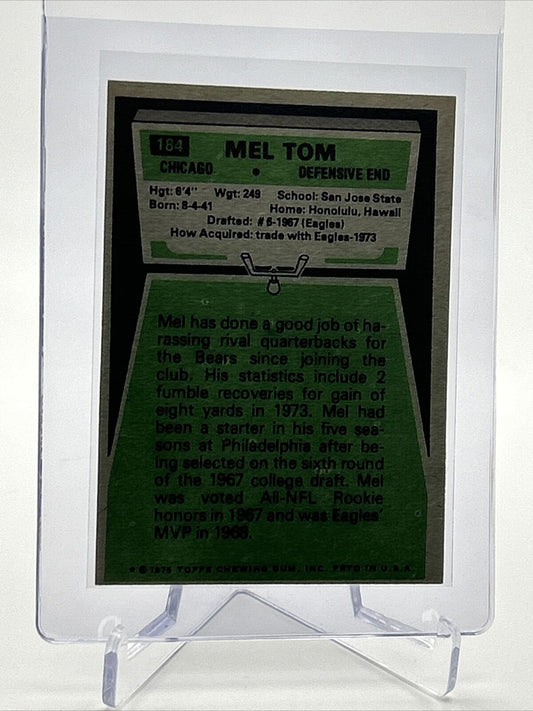 184 MEL TOM
CHICAGO • DEFENSIVE END
Hgt: 6'4" Wgt: 249 School: San Jose State
Born: 8-4-41 Home: Honolulu, Hawaii
Drafted: #6-1967 (Eagles)
How Acquired: trade with Eagles-1973
Mel has done a good job of ha-
rassing rival quarterbacks for
the Bears since joining the
club. His statistics include 2
fumble recoveries for gain of
eight yards in 1973. Mel had
been a starter in his five sea-
sons at Philadelphia after be-
ing selected on the sixth round
of the 1967 college draft. Mel
was voted All-NFL Rookie
honors in 1967 and was Eagles'
MVP in 1968.
* © 1975 TOPPS CHEWING GUM, INC. PRTD IN U.S.A.